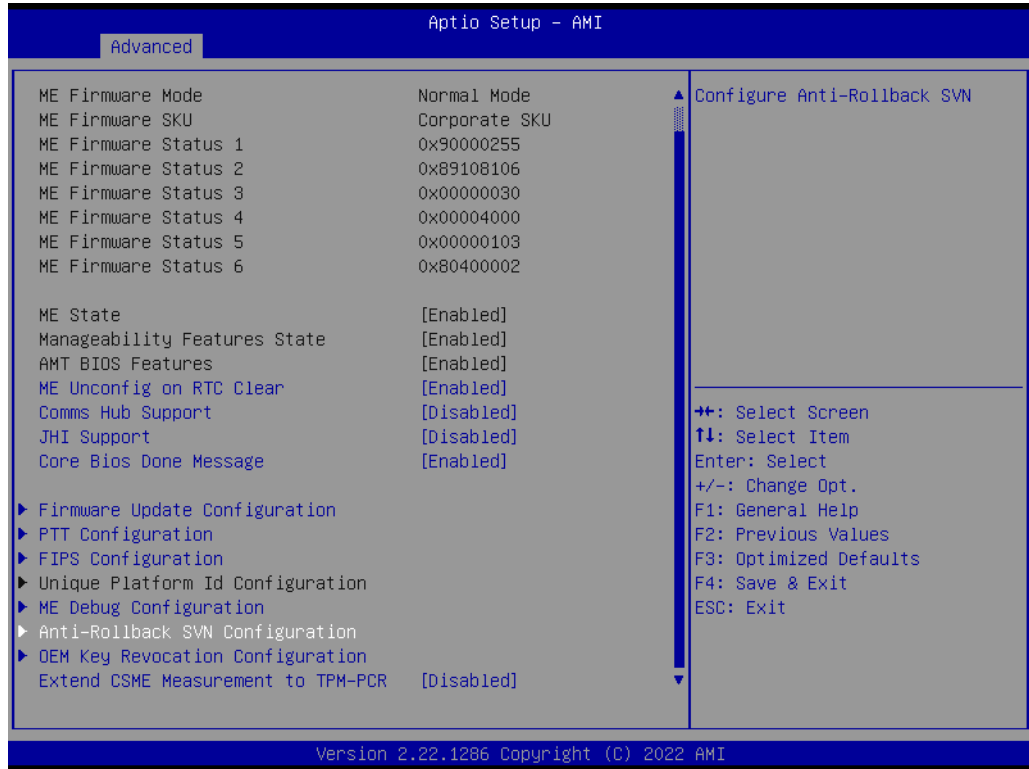 Aptio Setup – AMI
Advanced
ME Firmware Mode Normal Mode
ME Firmware SKU Corporate SKU
ME Firmware Status 1 0x90000255
ME Firmware Status 2 0x89108106
ME Firmware Status 3 0x00000030
ME Firmware Status 4 0x00004000
ME Firmware Status 5 0x00000103
ME Firmware Status 6 0x80400002
ME State [Enabled]
Manageability Features State [Enabled]
AMT BIOS Features [Enabled]
ME Unconfig on RTC Clear [Enabled]
Comms Hub Support [Disabled]
JHI Support [Disabled]
Core Bios Done Message [Enabled]
▶ Firmware Update Configuration
▶ PTT Configuration
▶ FIPS Configuration
▶ Unique Platform Id Configuration
▶ ME Debug Configuration
▶ Anti-Rollback SVN Configuration
▶ OEM Key Revocation Configuration
Extend CSME Measurement to TPM-PCR [Disabled]
Configure Anti-Rollback SVN
→←: Select Screen
↑↓: Select Item
Enter: Select
+/-: Change Opt.
F1: General Help
F2: Previous Values
F3: Optimized Defaults
F4: Save & Exit
ESC: Exit
Version 2.22.1286 Copyright (C) 2022 AMI